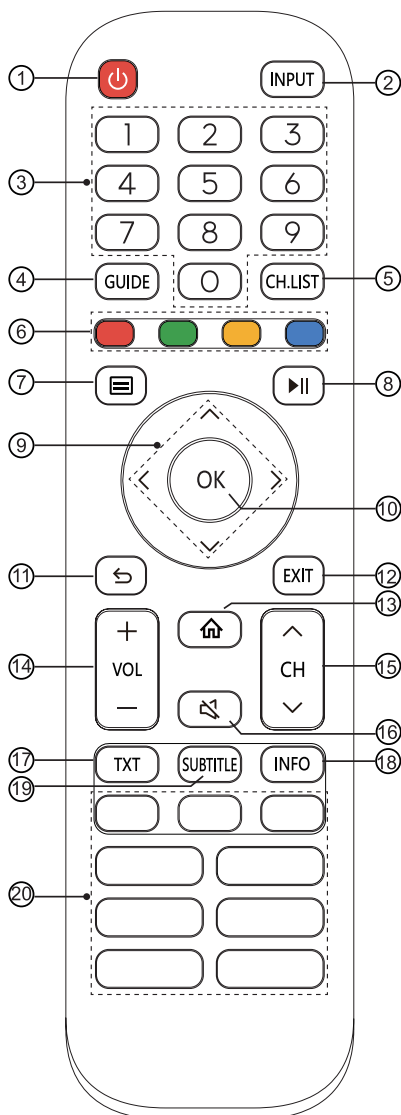 ① INPUT ②
1 2 3
③ 4 5 6
7 8 9
④ GUIDE 0 CH.LIST ⑤
⑥
⑦ ⑧
⑨
OK
⑩
⑪ EXIT ⑫
⑬
+
⑭ VOL CH ⑮
—
⑯
⑰ TXT SUBTITLE INFO ⑱
⑲
⑳